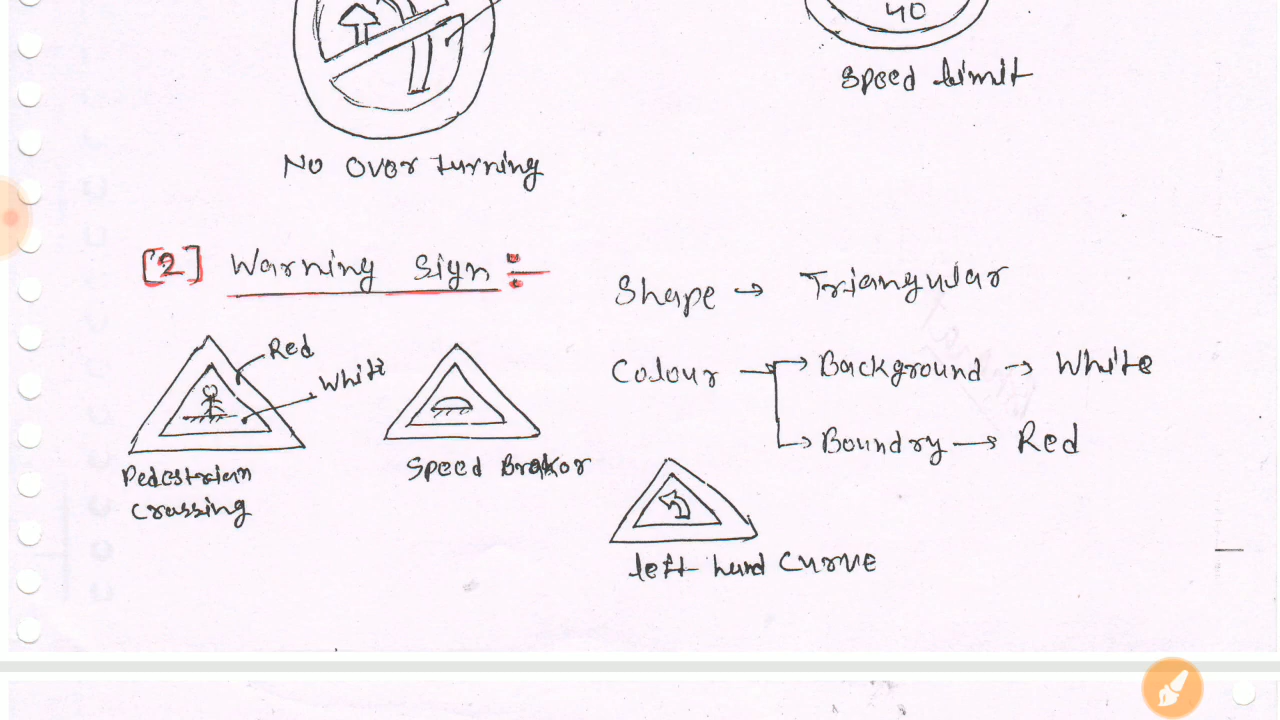 40
Speed limit
No Over turning
[2] Warning Sign :-
Shape → Triangular
Red
White
Colour → Background → White
→ Boundry → Red
Pedestrian
crossing
Speed Braker
left hand Curve